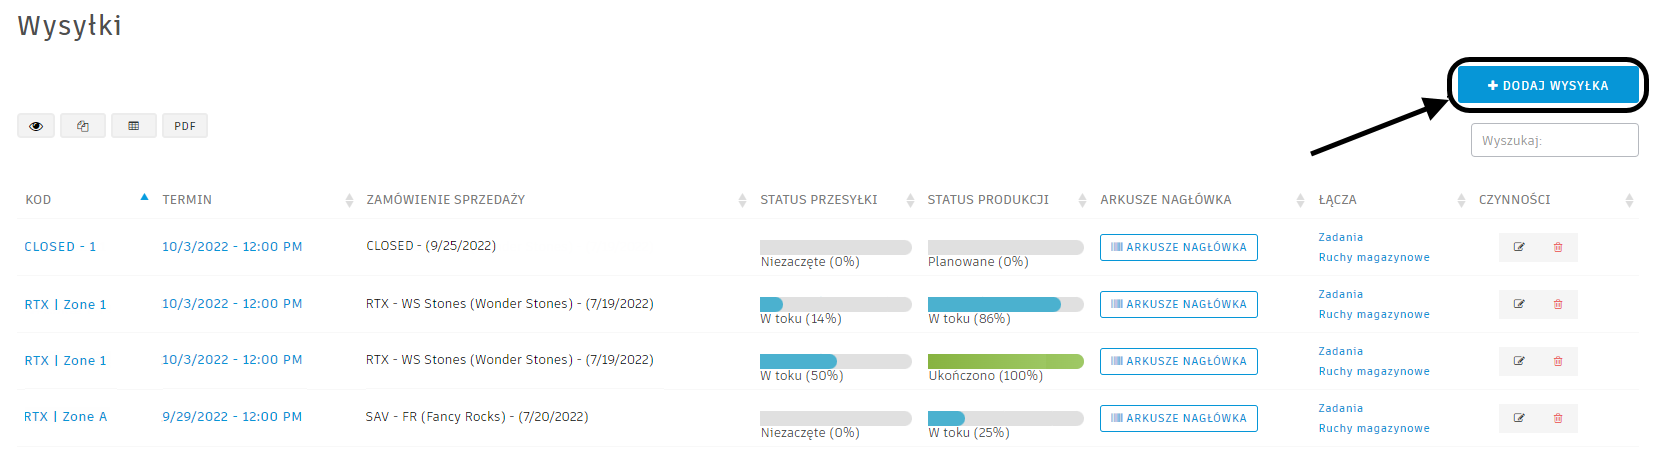 Wysyłki
DODAJ WYSYŁKA
PDF
Wyszukaj:
KOD TERMIN ZAMÓWIENIE SPRZEDAŻY STATUS PRZESYŁKI STATUS PRODUKCJI ARKUSZE NAGŁÓWKA ŁĄCZA CZYNNOŚCI
CLOSED - 1 10/3/2022 - 12:00 PM CLOSED - (9/25/2022) Niezaczęte (0%) Planowane (0%) ARKUSZE NAGŁÓWKA Zadania
Ruchy magazynowe
RTX | Zone 1 10/3/2022 - 12:00 PM RTX - WS Stones (Wonder Stones) - (7/19/2022) W toku (14%) W toku (86%) ARKUSZE NAGŁÓWKA Zadania
Ruchy magazynowe
RTX | Zone 1 10/3/2022 - 12:00 PM RTX - WS Stones (Wonder Stones) - (7/19/2022) W toku (50%) Ukończono (100%) ARKUSZE NAGŁÓWKA Zadania
Ruchy magazynowe
RTX | Zone A 9/29/2022 - 12:00 PM SAV - FR (Fancy Rocks) - (7/20/2022) Niezaczęte (0%) W toku (25%) ARKUSZE NAGŁÓWKA Zadania
Ruchy magazynowe